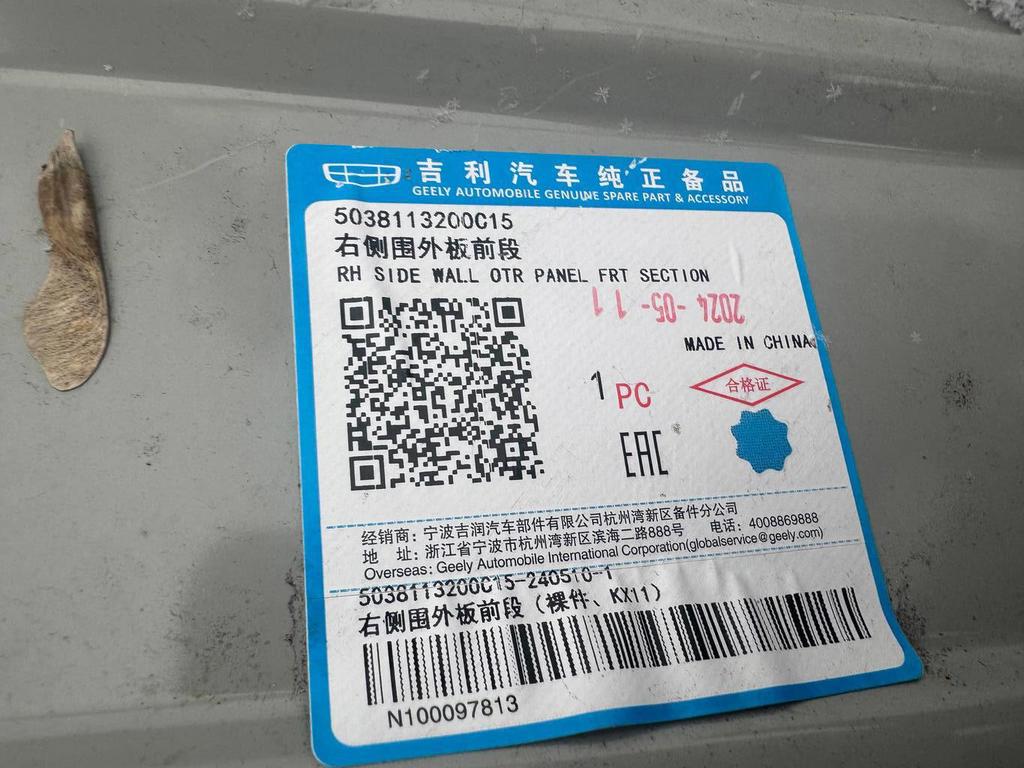 吉利汽车纯正备品
GEELY AUTOMOBILE GENUINE SPARE PART & ACCESSORY
5038113200C15
右侧围外板前段
RH SIDE WALL OTR PANEL FRT SECTION
2024-05-11
MADE IN CHINA
1 PC
合格证
EAC
经销商: 宁波吉润汽车部件有限公司杭州湾新区备件分公司
地 址: 浙江省宁波市杭州湾新区滨海二路888号 电话: 4008869888
Overseas: Geely Automobile International Corporation(globalservice@geely.com)
5038113200C15-240510-1
右侧围外板前段 (裸件、KX11)
N100097813